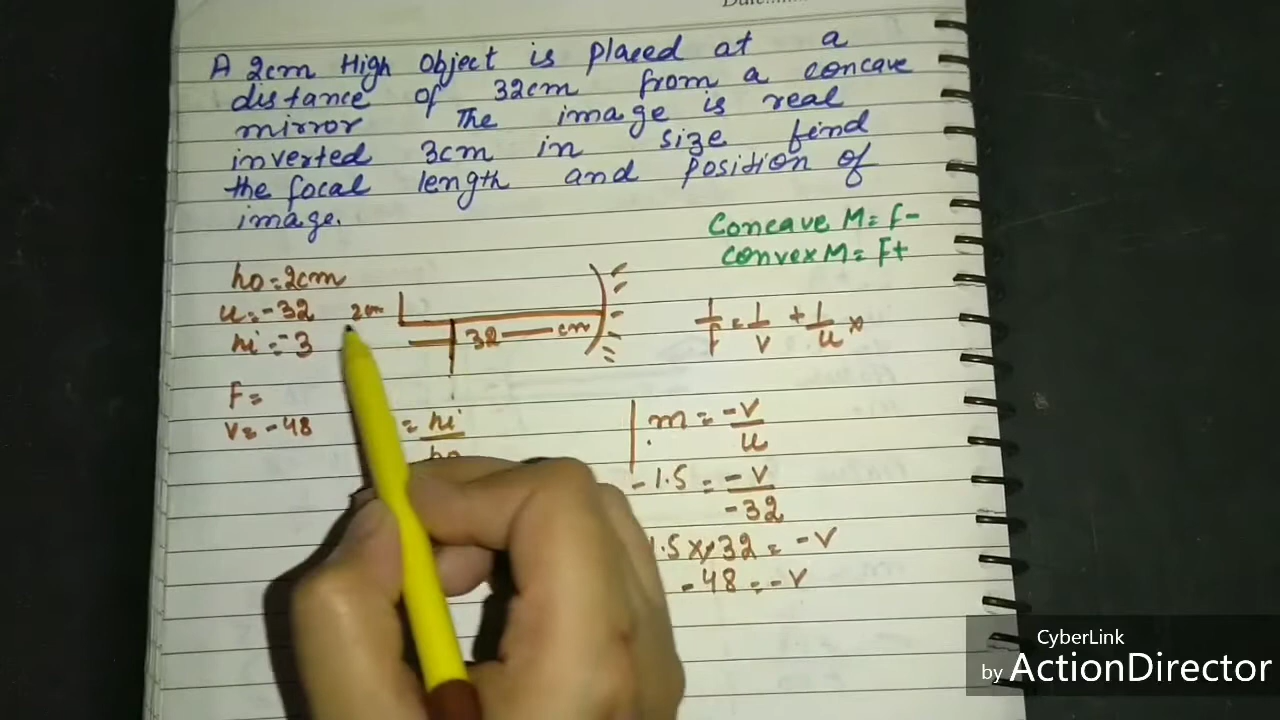 A 2cm High Object is placed at a
distance of 32cm from a concave
mirror The image is real
inverted 3cm in size find
the focal length and position of
image.
Concave M = F-
Convex M = F+
ho = 2cm
u = -32
hi = -3
2cm
32 cm
1/F = 1/v + 1/u
F =
v = -48
= hi/ho
m = -v/u
-1.5 = -v/-32
1.5 x 32 = -v
-48 = -v
CyberLink
by ActionDirector